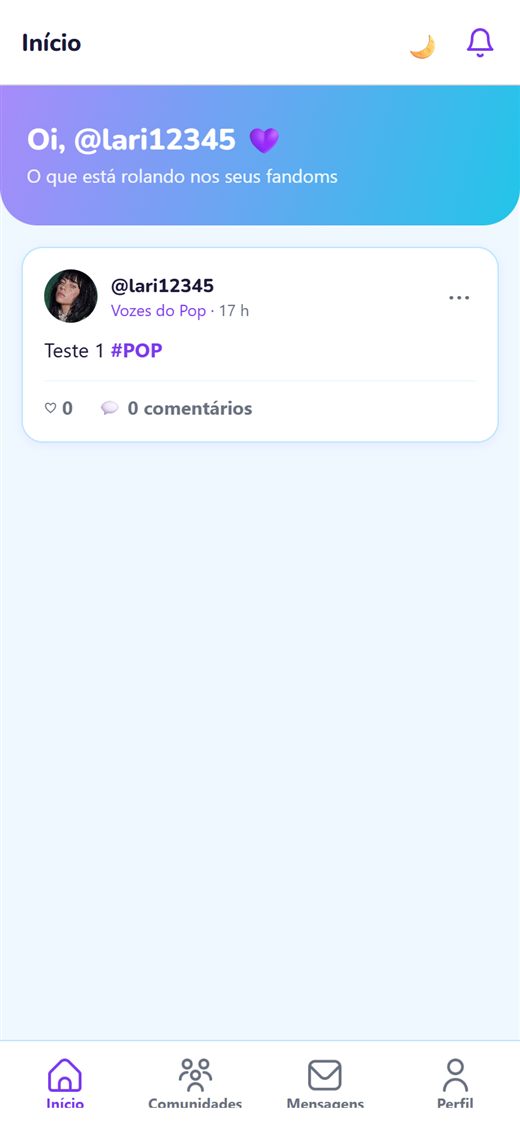 Início
Oi, @lari12345 💜
O que está rolando nos seus fandoms
@lari12345
Vozes do Pop · 17 h
Teste 1 #POP
0
0 comentários
Início
Comunidades
Mensagens
Perfil